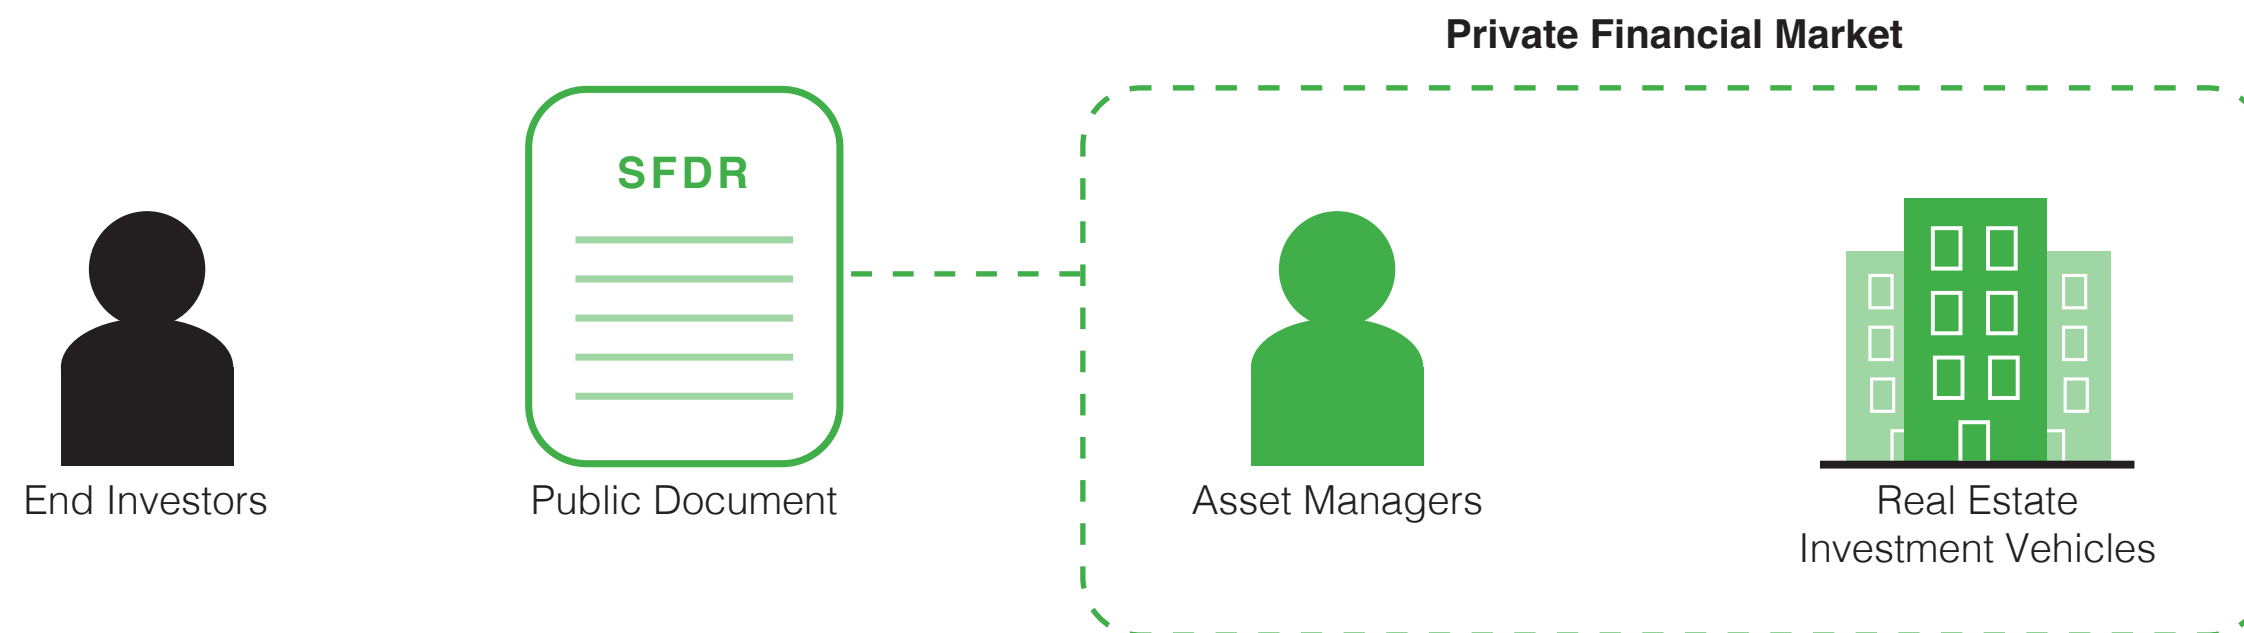 Private Financial Market
SFDR
End Investors
Public Document
Asset Managers
Real Estate
Investment Vehicles